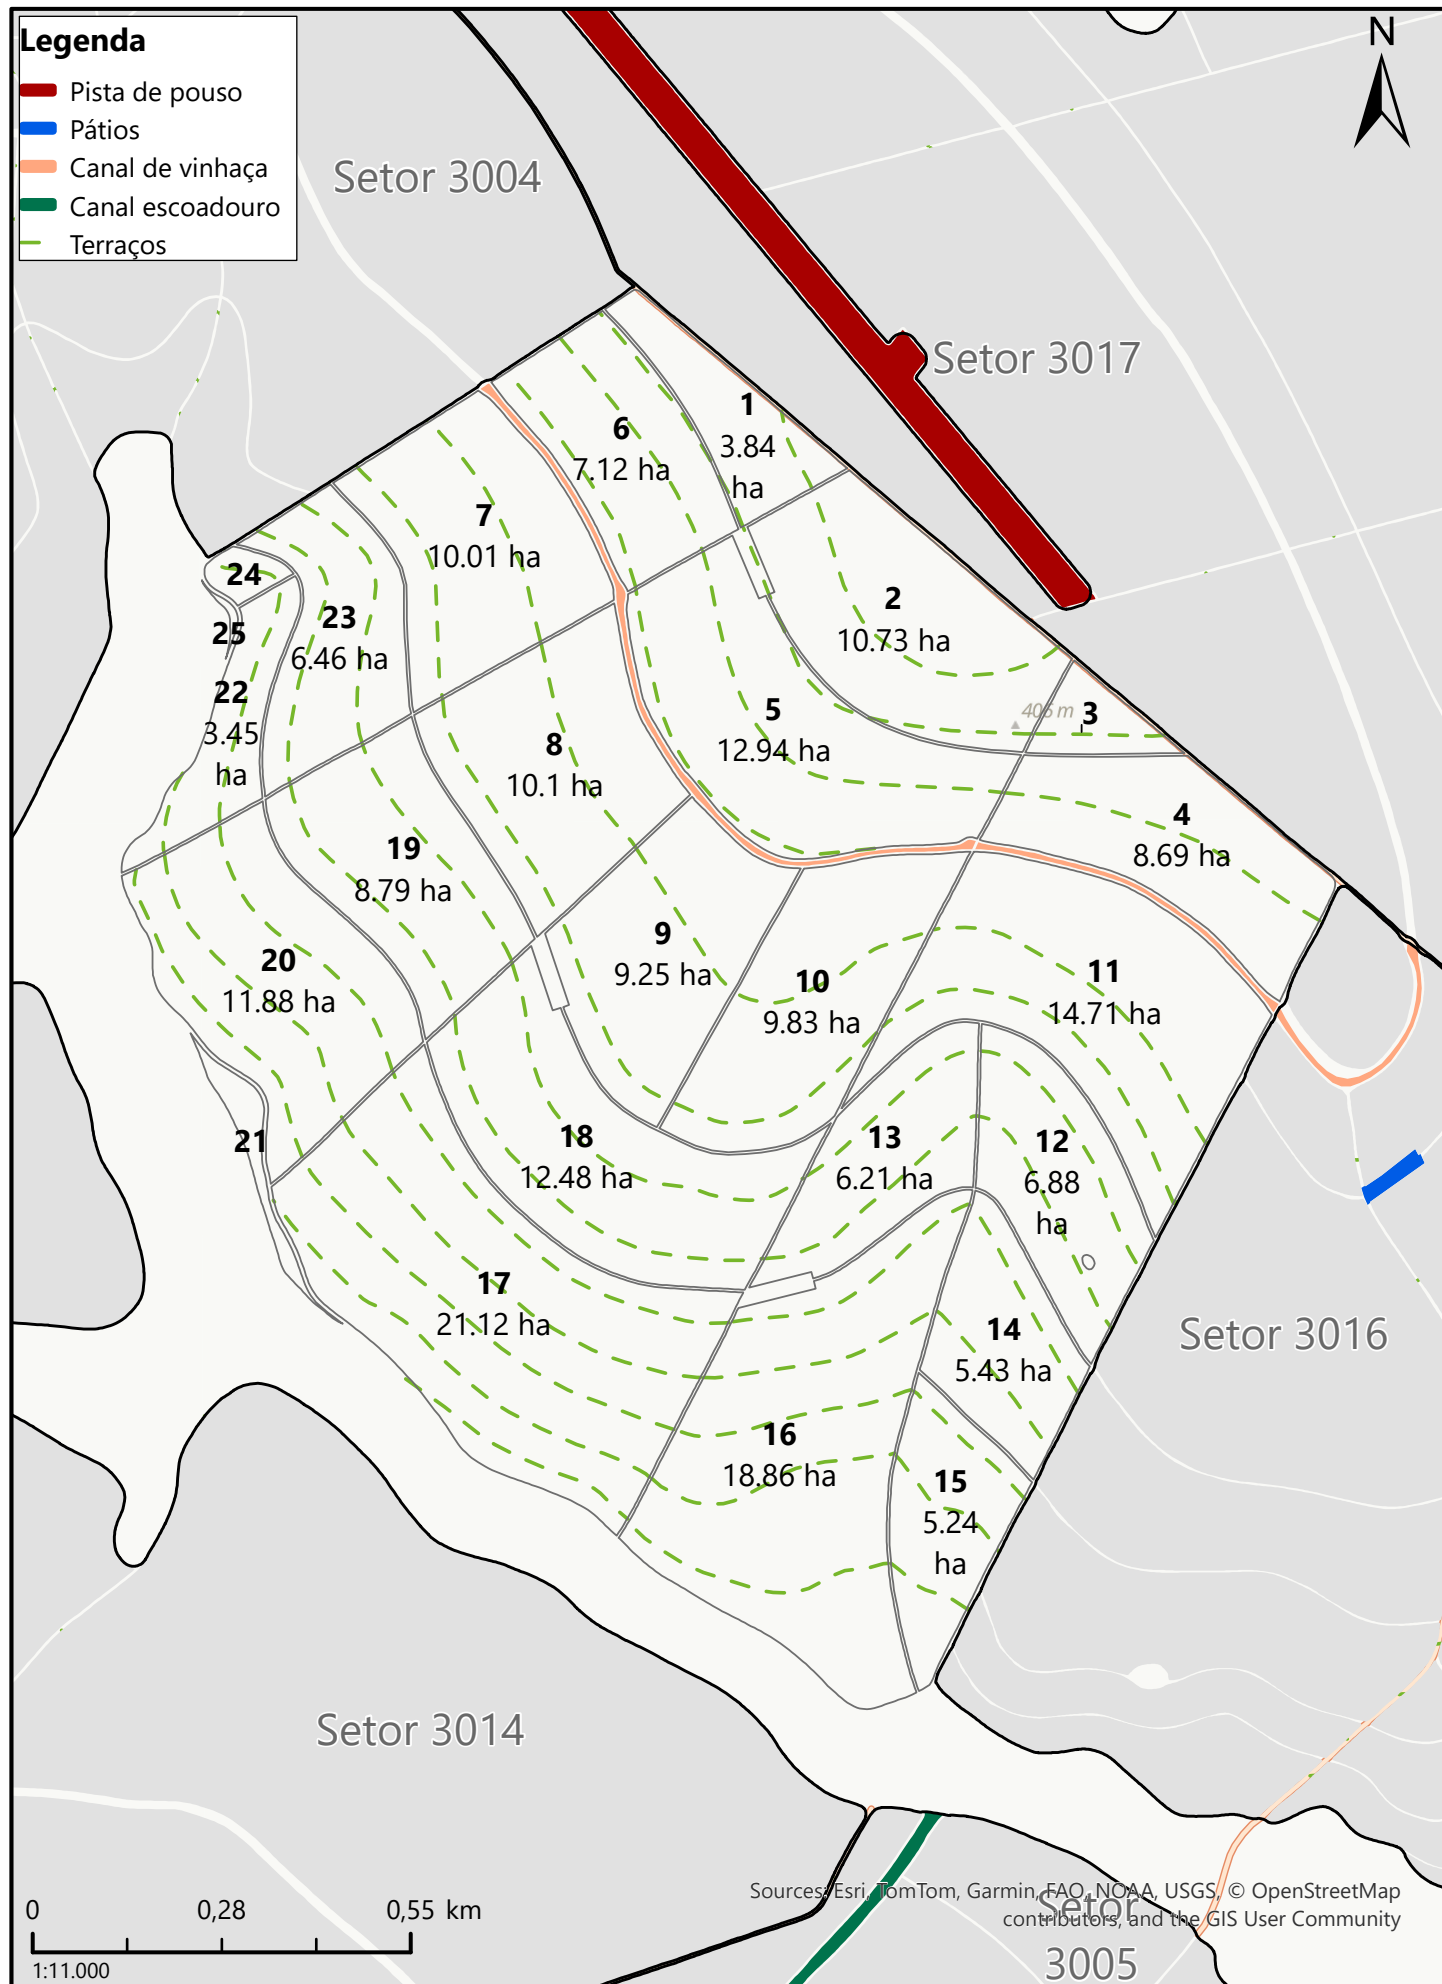 Legenda
Pista de pouso
Pátios
Canal de vinhaça
Canal escoadouro
Terraços
N
Setor 3004
Setor 3017
1
3.84
ha
6
7.12 ha
7
10.01 ha
24
2
10.73 ha
23
6.46 ha
25
22
3.45
ha
5
12.94 ha
406 m
3
8
10.1 ha
4
8.69 ha
19
8.79 ha
9
9.25 ha
20
11.88 ha
10
9.83 ha
11
14.71 ha
21
18
12.48 ha
13
6.21 ha
12
6.88
ha
17
21.12 ha
14
5.43 ha
Setor 3016
16
18.86 ha
15
5.24
ha
Setor 3014
Sources: Esri, TomTom, Garmin, FAO, NOAA, USGS, © OpenStreetMap
contributors, and the GIS User Community
Setor
3005
0 0,28 0,55 km
1:11.000